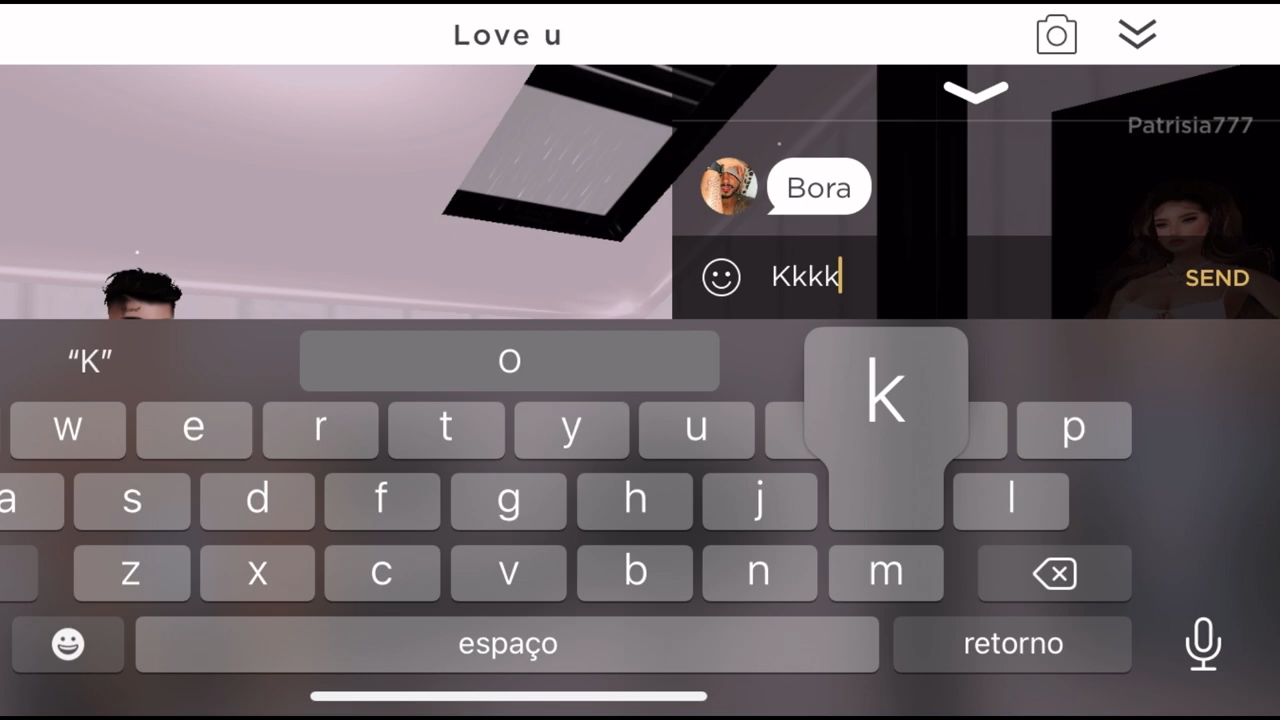 Love u
Patrisia777
Bora
Kkkk
SEND
“K”
O
k
w e r t y u p
a s d f g h j l
z x c v b n m
espaço
retorno